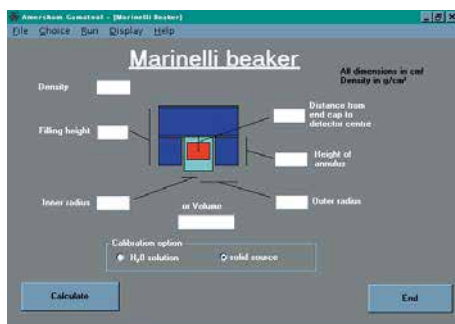 Amersham Gamatool - [Marinelli Beaker]
File Choice Run Display Help
Marinelli beaker
All dimensions in cm!
Density in g/cm³
Density
Distance from
end cap to
detector centre
Filling height
Height of
annulus
Inner radius
or Volume
Outer radius
Calibration option
H₂O solution
solid source
Calculate
End